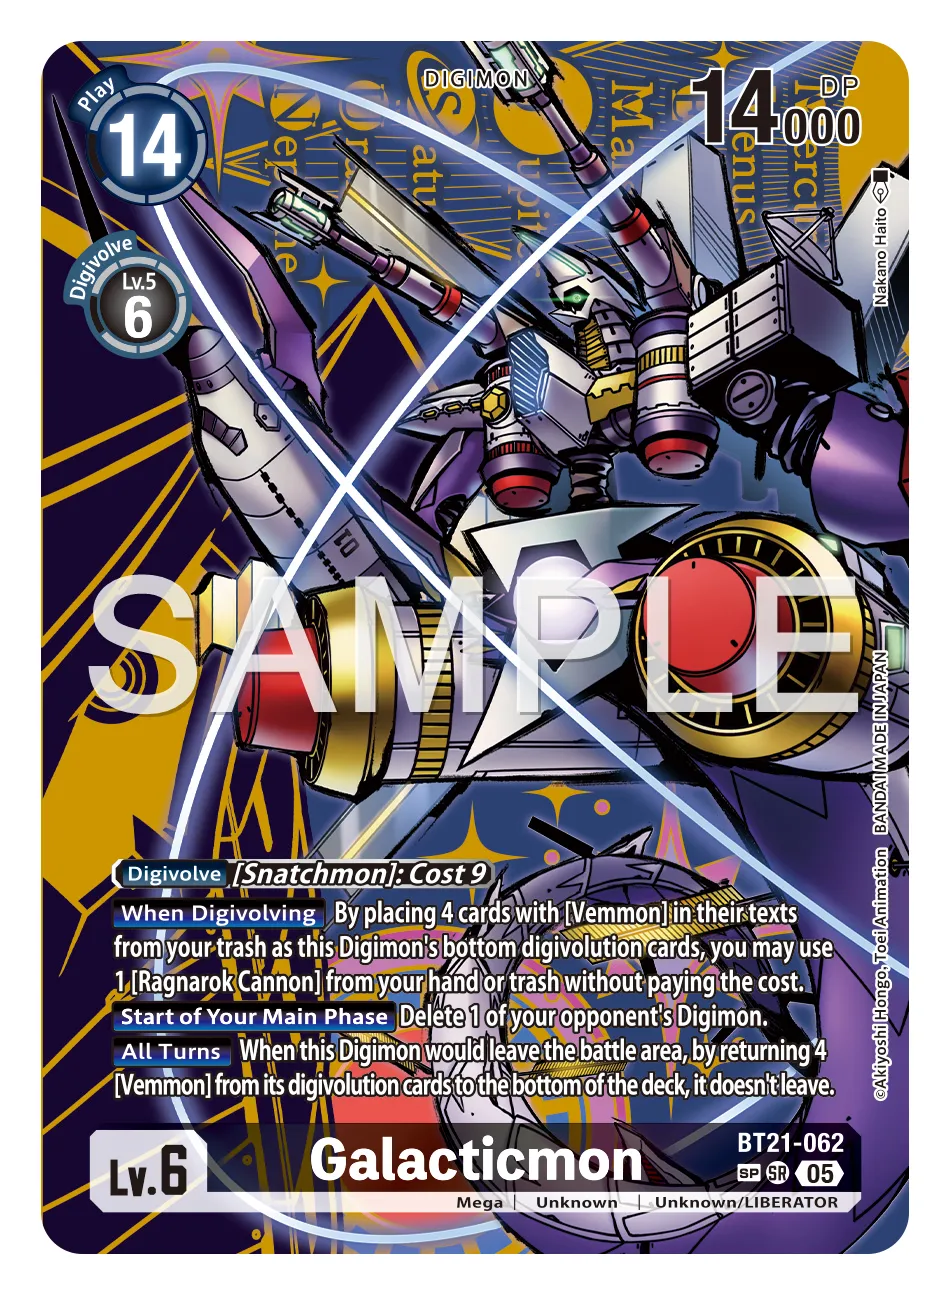 DIGIMON
Play
14
14000
DP
Digivolve
Lv.5
6
Nakano Haito
10
SAMPLE
BANDAI MADE IN JAPAN
©Akiyoshi Hongo, Toei Animation
Digivolve [Snatchmon]: Cost 9
When Digivolving By placing 4 cards with [Vemmon] in their texts
from your trash as this Digimon's bottom digivolution cards, you may use
1 [Ragnarok Cannon] from your hand or trash without paying the cost.
Start of Your Main Phase Delete 1 of your opponent's Digimon.
All Turns When this Digimon would leave the battle area, by returning 4
[Vemmon] from its digivolution cards to the bottom of the deck, it doesn't leave.
Lv.6
Galacticmon
BT21-062
SP SR 05
Mega | Unknown | Unknown/LIBERATOR